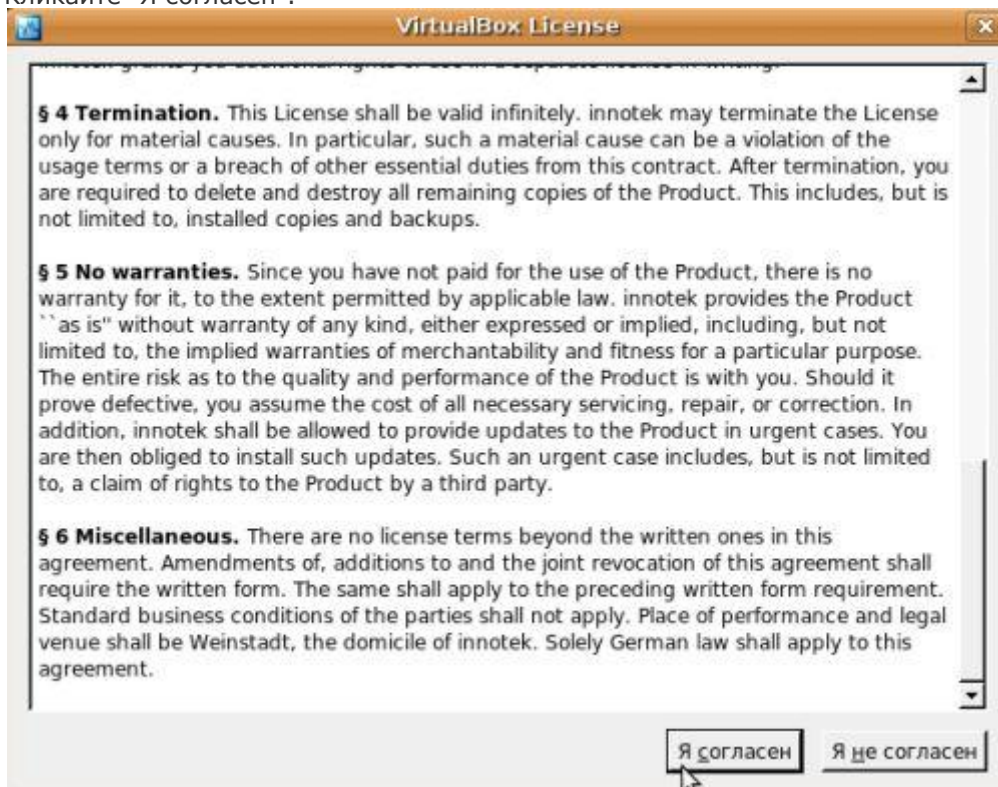 Кликайте "Я согласен".
VirtualBox License
innotek grants you additional rights of use in a separate license in writing.
§ 4 Termination. This License shall be valid infinitely. innotek may terminate the License
only for material causes. In particular, such a material cause can be a violation of the
usage terms or a breach of other essential duties from this contract. After termination, you
are required to delete and destroy all remaining copies of the Product. This includes, but is
not limited to, installed copies and backups.
§ 5 No warranties. Since you have not paid for the use of the Product, there is no
warranty for it, to the extent permitted by applicable law. innotek provides the Product
``as is'' without warranty of any kind, either expressed or implied, including, but not
limited to, the implied warranties of merchantability and fitness for a particular purpose.
The entire risk as to the quality and performance of the Product is with you. Should it
prove defective, you assume the cost of all necessary servicing, repair, or correction. In
addition, innotek shall be allowed to provide updates to the Product in urgent cases. You
are then obliged to install such updates. Such an urgent case includes, but is not limited
to, a claim of rights to the Product by a third party.
§ 6 Miscellaneous. There are no license terms beyond the written ones in this
agreement. Amendments of, additions to and the joint revocation of this agreement shall
require the written form. The same shall apply to the preceding written form requirement.
Standard business conditions of the parties shall not apply. Place of performance and legal
venue shall be Weinstadt, the domicile of innotek. Solely German law shall apply to this
agreement.
Я согласен Я не согласен